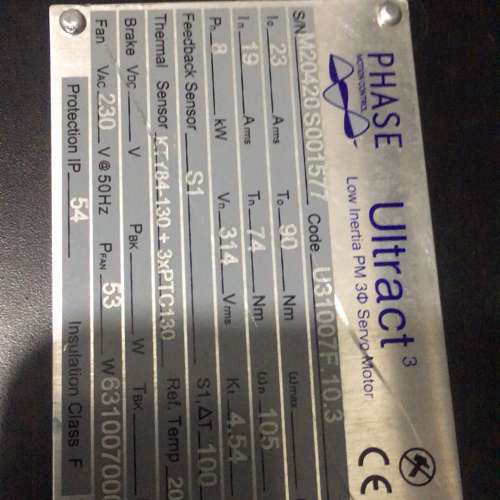 PHASE
MOTION CONTROL
Ultract 3
Low Inertia PM 3Φ Servo Motor
CE
S/N M20420S001577 Code U31007F.10.3
I₀ 23 Arms T₀ 90 Nm ωmax
In 19 Arms Tn 74 Nm ωn 105
Pn 8 kW Vn 314 Vrms Kt 4.54
Feedback Sensor S1 S1.ΔT 100
Thermal Sensor KTY84-130 + 3xPTC130 Ref. Temp 20
Brake VDC V PBK W TBK
Fan VAC 230 V @ 50Hz PFAN 53 W631007000
Protection IP 54 Insulation Class F